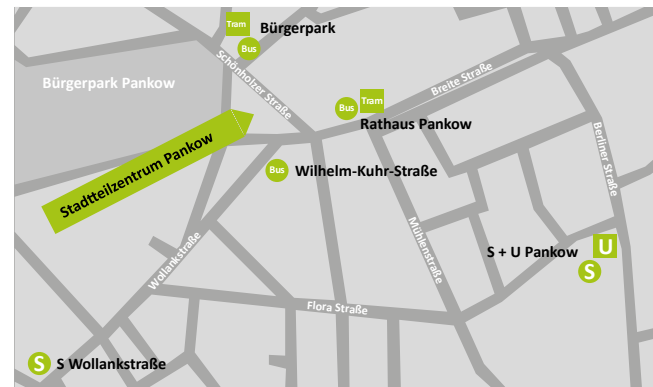 Tram
Bürgerpark
Bus
Schönholzer Straße
Bürgerpark Pankow
Breite Straße
Bus
Tram
Rathaus Pankow
Stadtteilzentrum Pankow
Berliner Straße
Bus
Wilhelm-Kuhr-Straße
Mühlenstraße
Wollankstraße
S + U Pankow
U
S
Flora Straße
S
S Wollankstraße